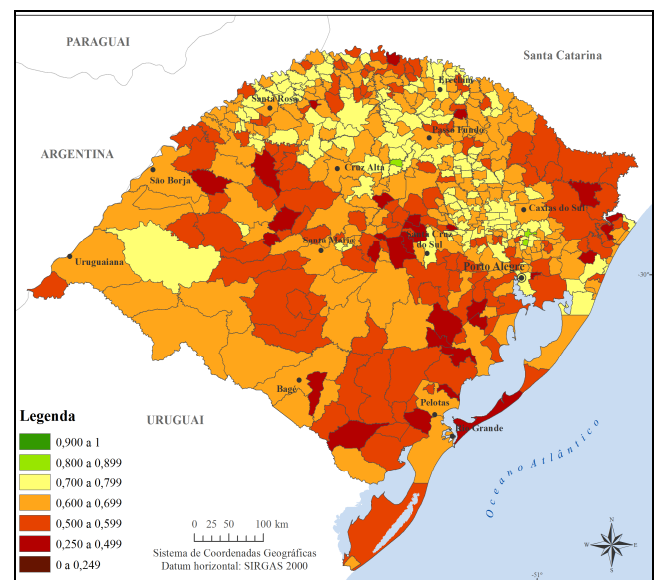 PARAGUAI
Santa Catarina
Erechim
Santa Rosa
Passo Fundo
ARGENTINA
Cruz Alta
São Borja
Caxias do Sul
Santa Cruz
do Sul
Santa Maria
Uruguaiana
Porto Alegre
-30°
Bagé
Pelotas
Grande
URUGUAI
Oceano Atlântico
Legenda
0,900 a 1
0,800 a 0,899
0,700 a 0,799
0,600 a 0,699
0,500 a 0,599
0,250 a 0,499
0 a 0,249
0 25 50 100 km
Sistema de Coordenadas Geográficas
Datum horizontal: SIRGAS 2000
N
W E
S
-51°